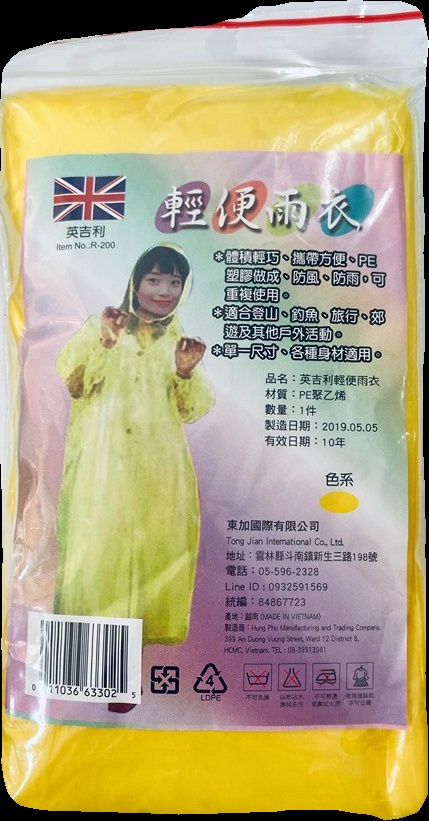 輕便雨衣
英吉利
Item No.:R-200
*體積輕巧、攜帶方便、PE
塑膠做成、防風、防雨,可
重複使用。
*適合登山、釣魚、旅行、郊
遊及其他戶外活動。
*單一尺寸、各種身材適用。
品名:英吉利輕便雨衣
材質:PE聚乙烯
數量:1件
製造日期:2019.05.05
有效日期:10年
色系
東加國際有限公司
Tong Jian International Co., Ltd.
地址:雲林縣斗南鎮新生三路198號
電話:05-596-2328
Line ID : 0932591569
統編:84867723
產地:越南 (MADE IN VIETNAM)
製造商:Hung Phu Manufacturing and Trading Company.
399 An Duong Vuong Street, Ward 12 District 8,
HCMC, Vietnam. TEL : 08-39513981
0 11036 63302 5
4
LDPE
不可洗滌